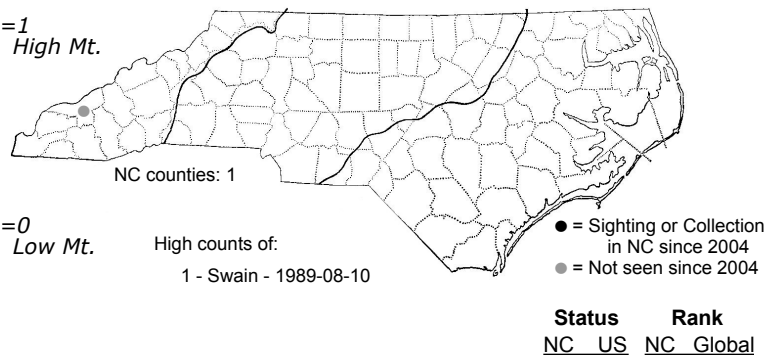 =1
High Mt.
NC counties: 1
=0
Low Mt.
High counts of:
1 - Swain - 1989-08-10
● = Sighting or Collection
in NC since 2004
● = Not seen since 2004
Status Rank
NC US NC Global